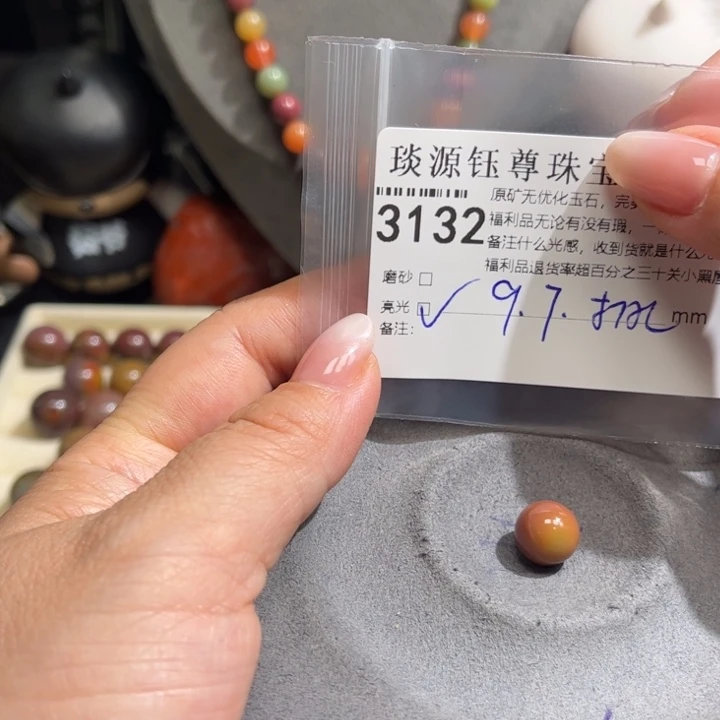 琰源钰尊珠宝
原矿无优化玉石，完
3132
福利品无论有没有瑕，一
备注什么光感，收到货就是什么光
福利品退货率超百分之三十关小黑屋
磨砂 □
亮光 □ ✓ 9.7. mm
备注：